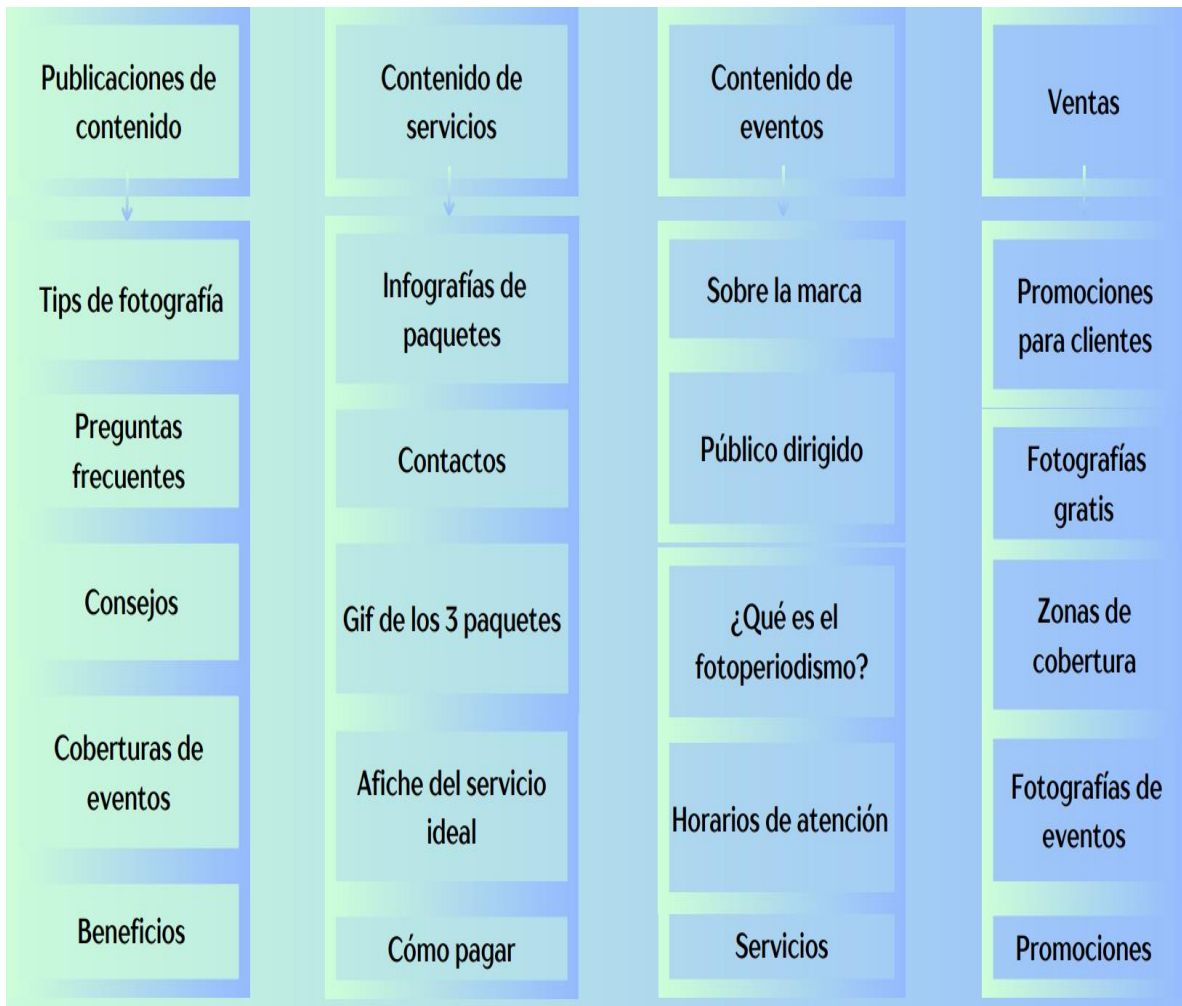 Publicaciones de
contenido
Tips de fotografía
Preguntas
frecuentes
Consejos
Coberturas de
eventos
Beneficios
Contenido de
servicios
Infografías de
paquetes
Contactos
Gif de los 3 paquetes
Afiche del servicio
ideal
Cómo pagar
Contenido de
eventos
Sobre la marca
Público dirigido
¿Qué es el
fotoperiodismo?
Horarios de atención
Servicios
Ventas
Promociones
para clientes
Fotografías
gratis
Zonas de
cobertura
Fotografías de
eventos
Promociones